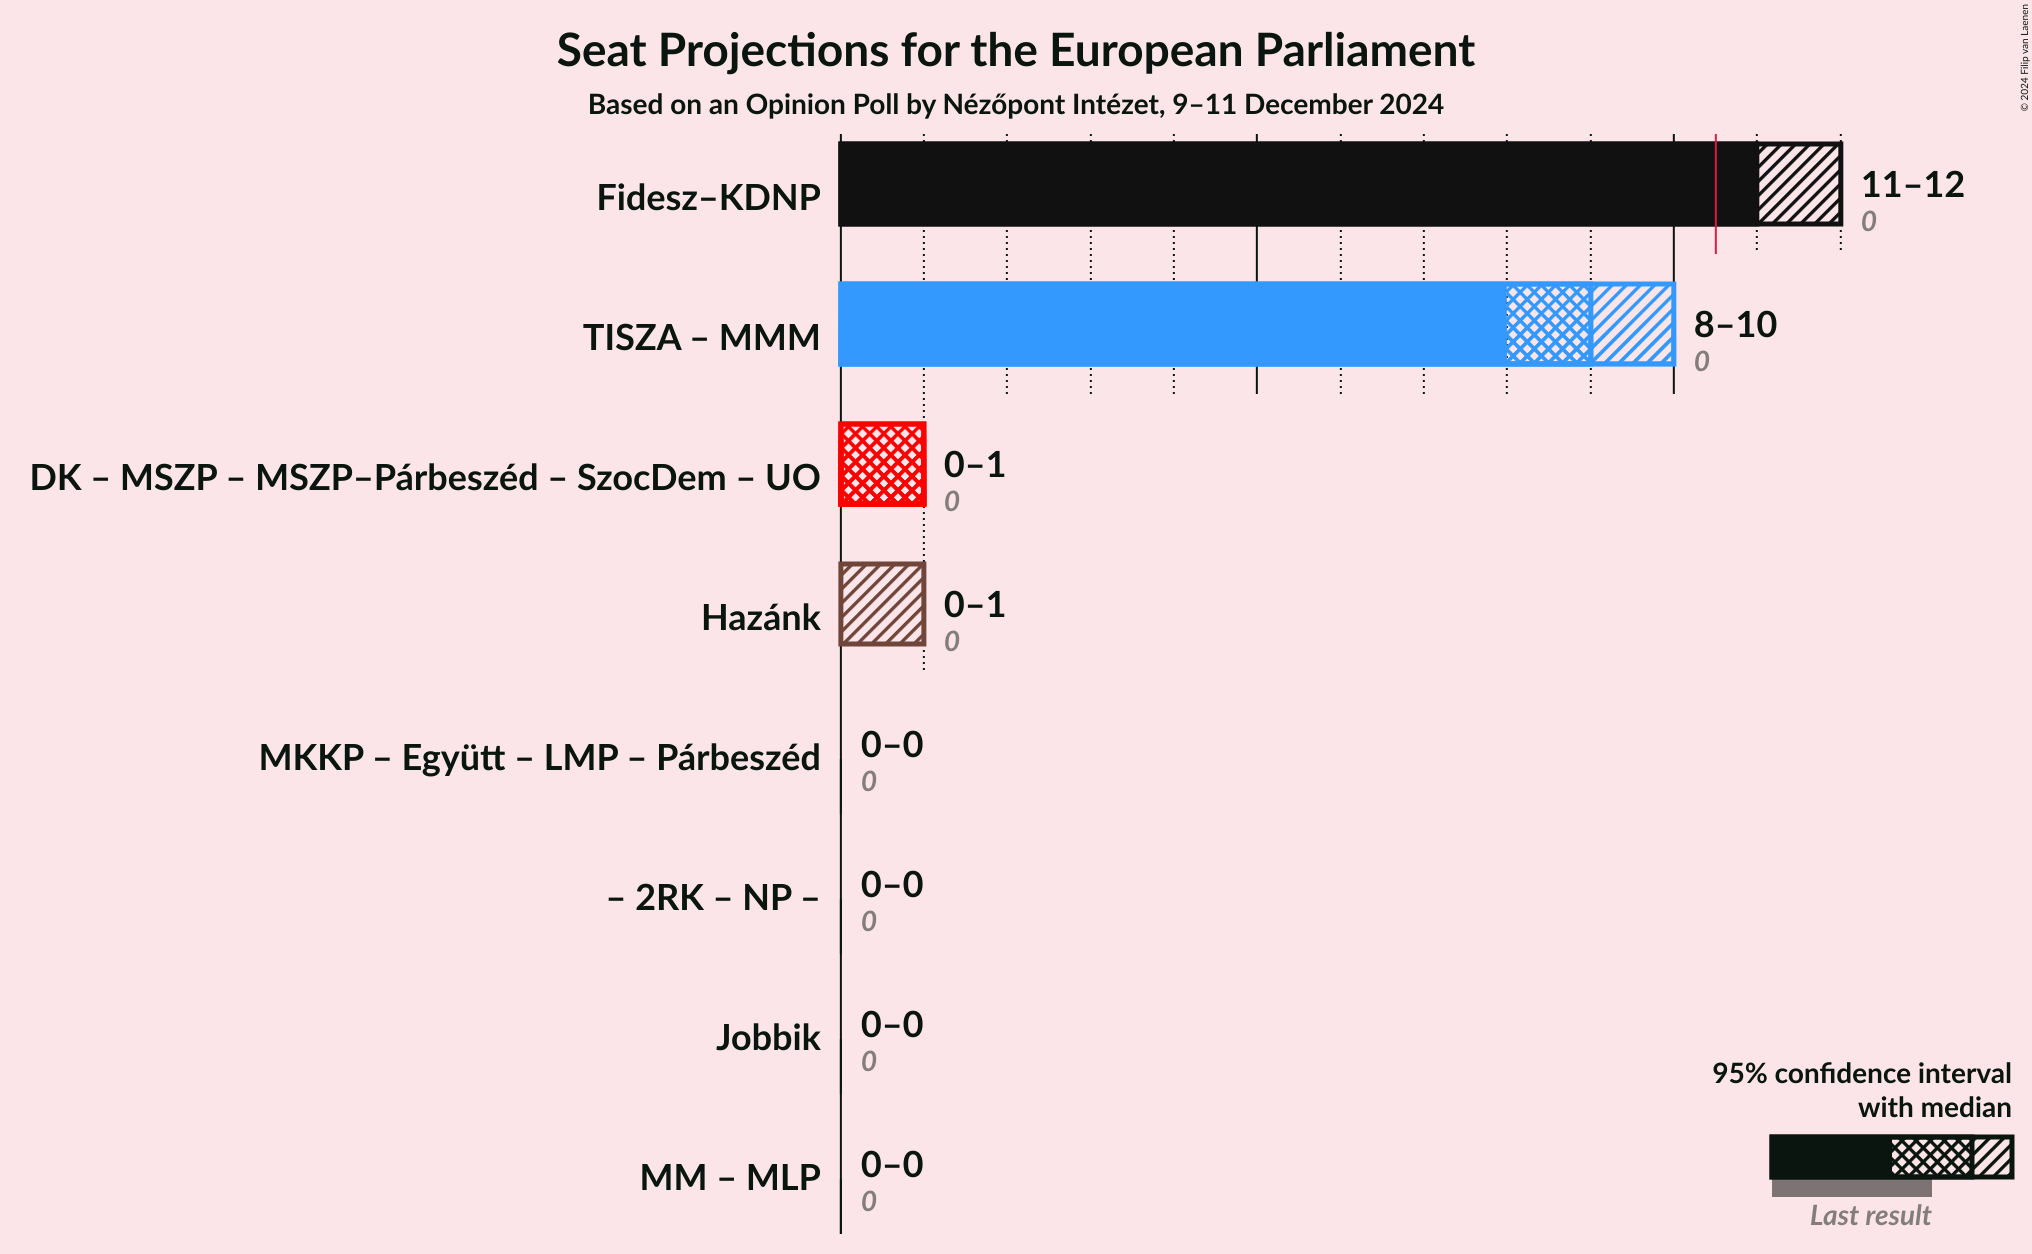 Seat Projections for the European Parliament
Based on an Opinion Poll by Nézőpont Intézet, 9–11 December 2024
© 2024 Filip van Laenen
Fidesz–KDNP
11–12
0
TISZA – MMM
8–10
0
DK – MSZP – MSZP–Párbeszéd – SzocDem – UO
0–1
0
Hazánk
0–1
0
MKKP – Együtt – LMP – Párbeszéd
0–0
0
– 2RK – NP –
0–0
0
Jobbik
0–0
0
MM – MLP
0–0
0
95% confidence interval
with median
Last result